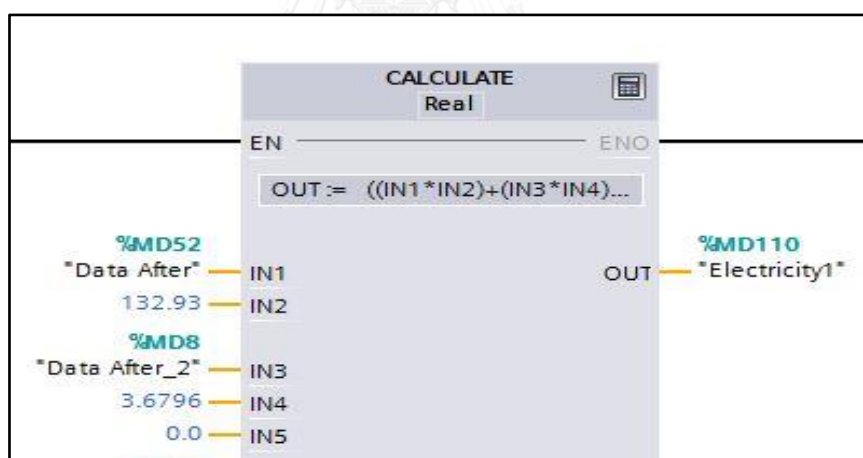 CALCULATE
Real
EN ENO
OUT := ((IN1*IN2)+(IN3*IN4)...
%MD52
"Data After" IN1
132.93 IN2
%MD110
OUT "Electricity1"
%MD8
"Data After_2" IN3
3.6796 IN4
0.0 IN5